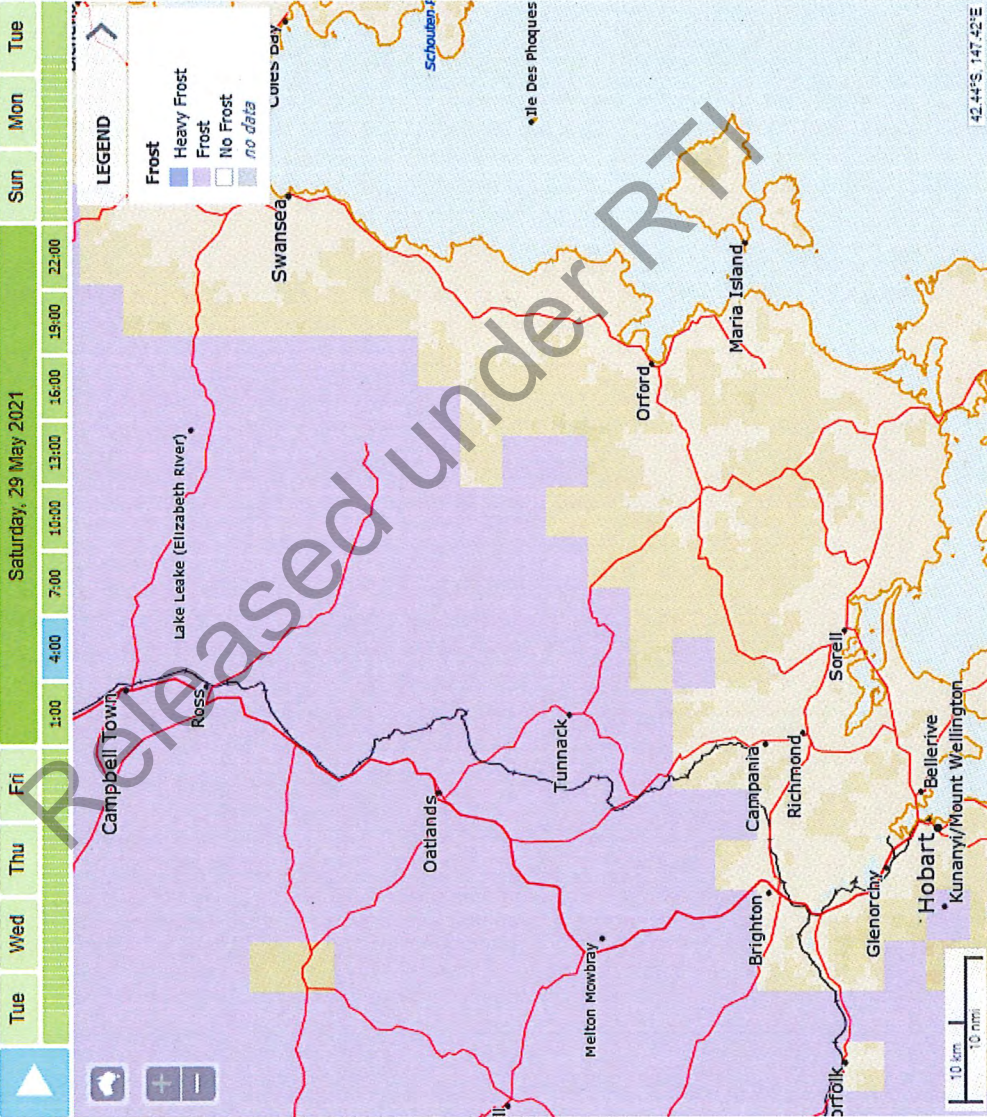 Tue
Wed
Thu
Fri
Saturday, 29 May 2021
Sun
Mon
Tue
1:00
4:00
7:00
10:00
13:00
16:00
19:00
22:00
LEGEND
Frost
Heavy Frost
Frost
No Frost
no data
Coles Bay
Schouten
Ile Des Phoques
Swansea
Campbell Town
Lake Leake (Elizabeth River)
Ross
Oatlands
Tunnack
Orford
Maria Island
Melton Mowbray
Campania
Richmond
Sorell
Brighton
Bellerive
Glenorchy
Hobart
Kunanyi/Mount Wellington
orfolk
ll
10 km
10 nmi
42.44°S, 147.42°E
+
−
Released under RTI